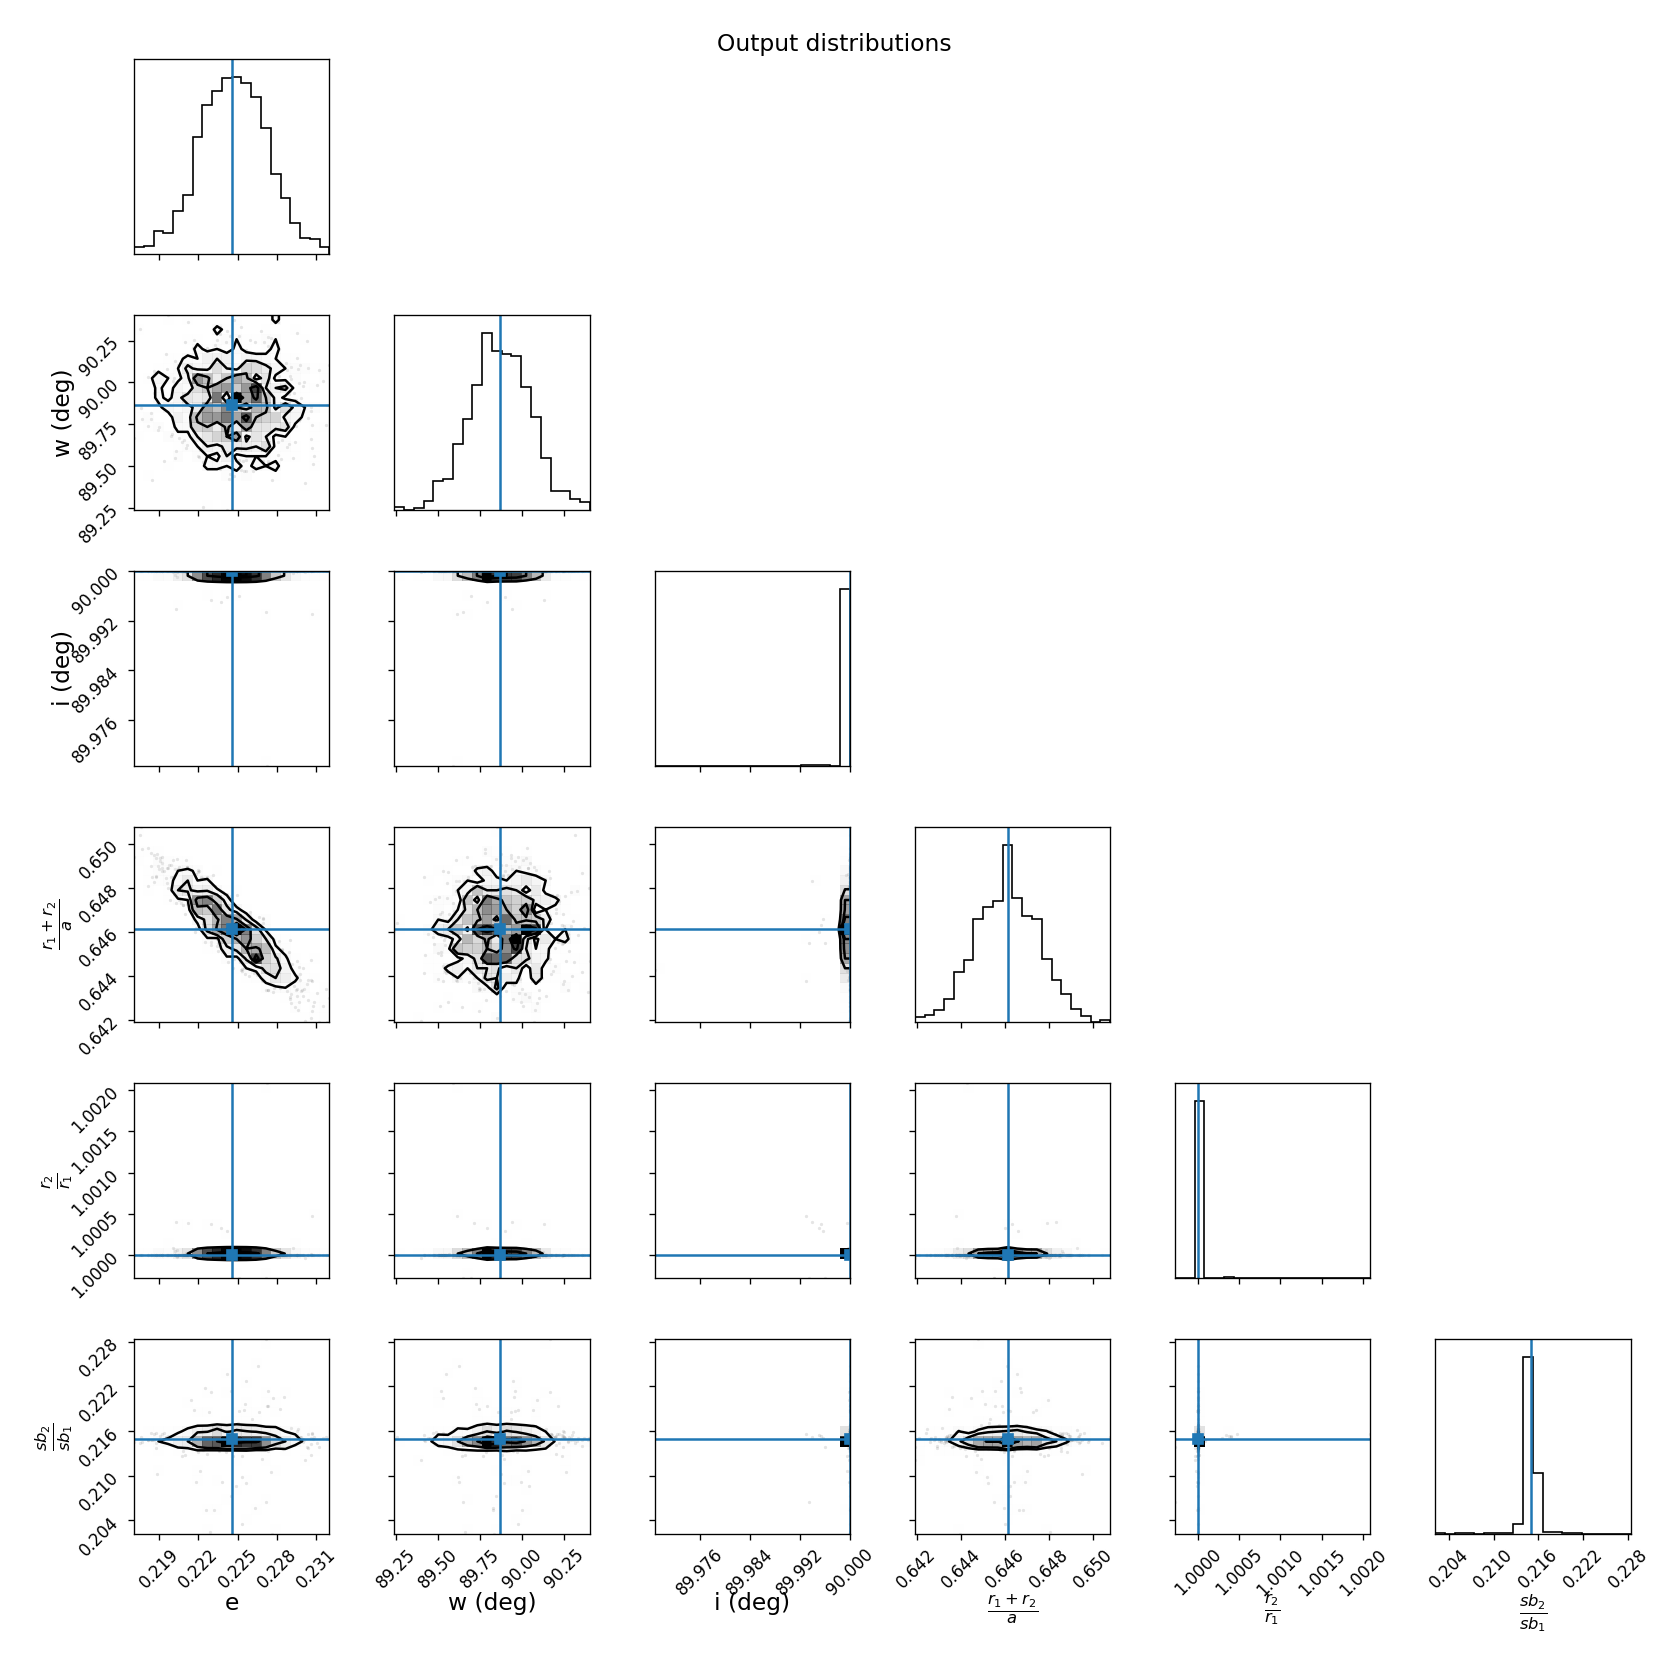 Output distributions
w (deg)
90.25
90.00
89.75
89.50
89.25
i (deg)
90.000
89.992
89.984
89.976
r₁ + r₂
a
0.650
0.648
0.646
0.644
0.642
r₂
r₁
1.0020
1.0015
1.0010
1.0005
1.0000
sb₂
sb₁
0.228
0.222
0.216
0.210
0.204
0.219 0.222 0.225 0.228 0.231 89.25 89.50 89.75 90.00 90.25 89.976 89.984 89.992 90.000 0.642 0.644 0.646 0.648 0.650 1.0000 1.0005 1.0010 1.0015 1.0020 0.204 0.210 0.216 0.222 0.228
e w (deg) i (deg) r₁ + r₂ r₂ sb₂
a r₁ sb₁